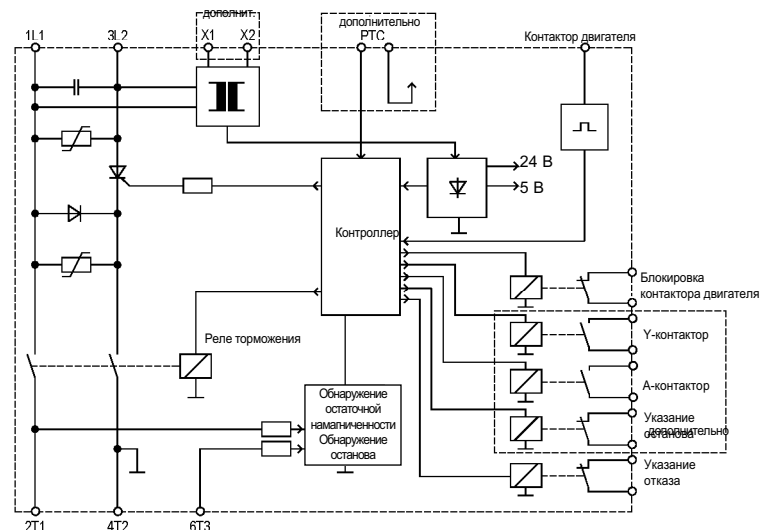 дополнит.
дополнительно
1L1
3L2
X1
X2
PTC
Контактор двигателя
24 В
5 В
Контроллер
Блокировка
контактора двигателя
Реле торможения
Y-контактор
Обнаружение
остаточной
намагниченности
Обнаружение
останова
А-контактор
Указание
останова
дополнительно
Указание
отказа
2T1
4T2
6T3